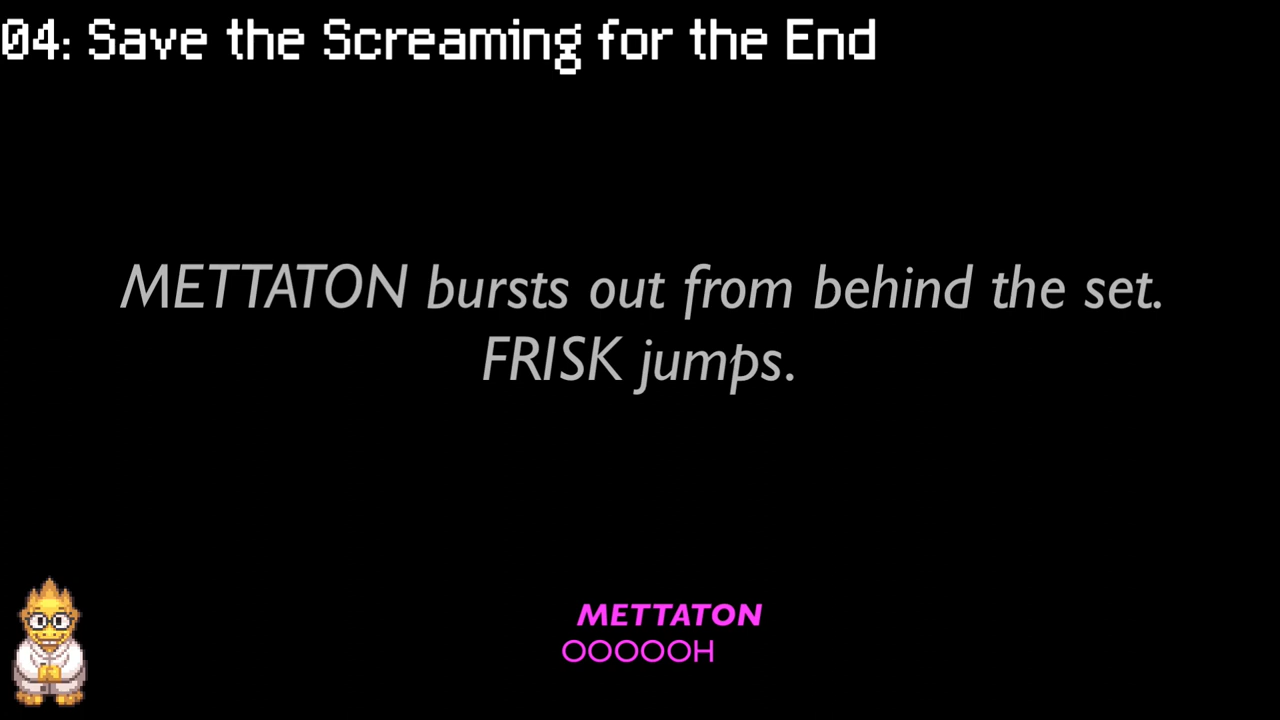 04: Save the Screaming for the End
METTATON bursts out from behind the set.
FRISK jumps.
METTATON
OOOOOH